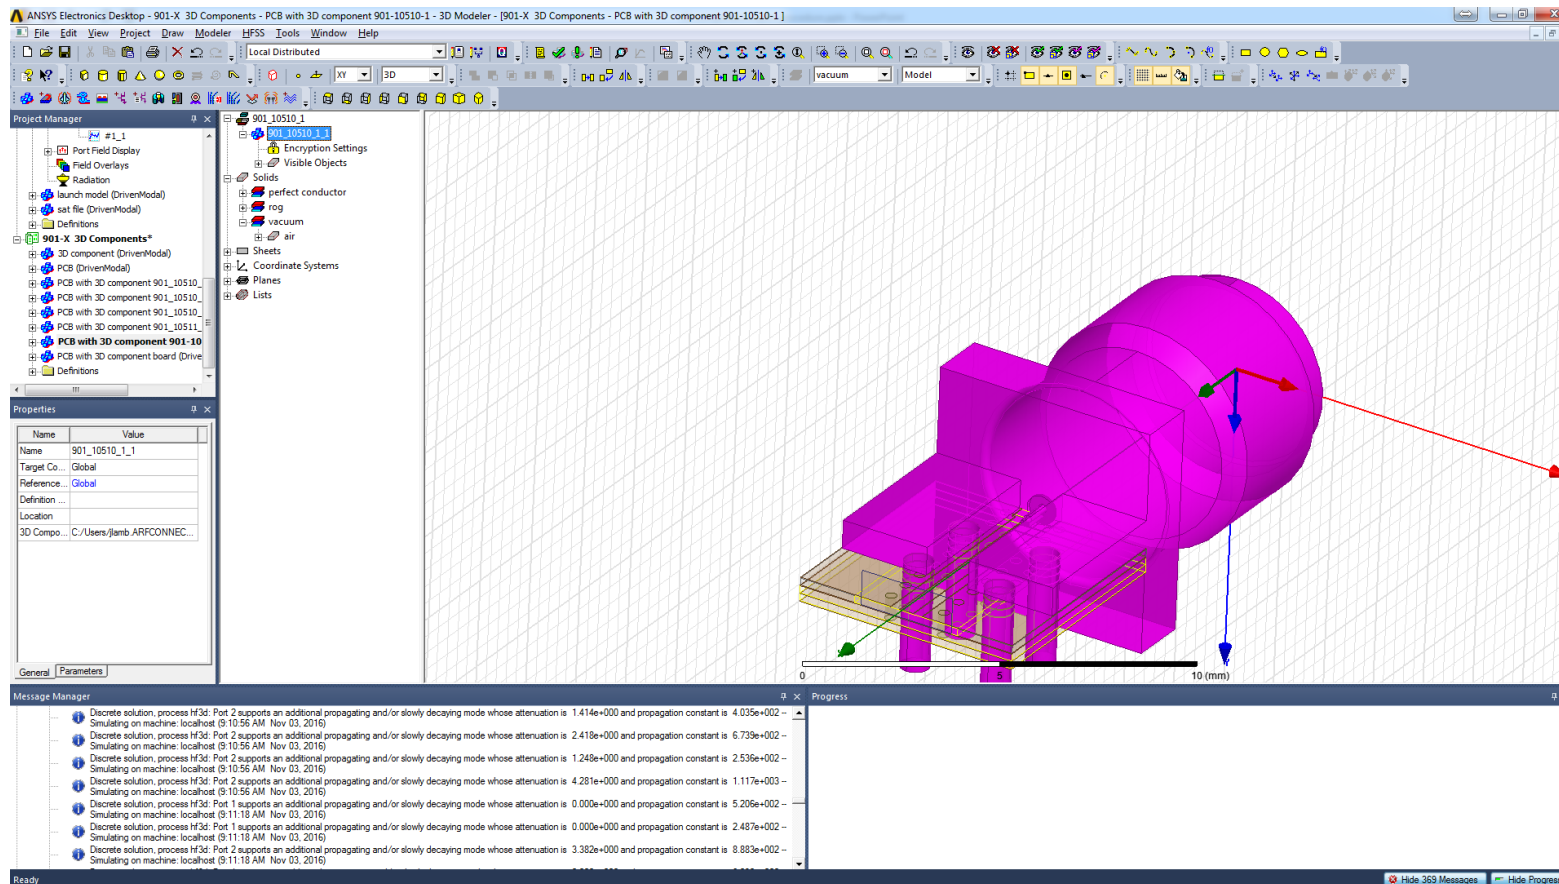 ANSYS Electronics Desktop - 901-X 3D Components - PCB with 3D component 901-10510-1 - 3D Modeler - [901-X 3D Components - PCB with 3D component 901-10510-1 ]
File Edit View Project Draw Modeler HFSS Tools Window Help
Local Distributed
XY 3D vacuum Model
Project Manager
#1_1
Port Field Display
Field Overlays
Radiation
launch model (DrivenModal)
sat file (DrivenModal)
Definitions
901-X 3D Components*
3D component (DrivenModal)
PCB (DrivenModal)
PCB with 3D component 901_10510_
PCB with 3D component 901_10510_
PCB with 3D component 901_10510_
PCB with 3D component 901_10511_
PCB with 3D component 901-10
PCB with 3D component board (Drive
Definitions
901_10510_1
901_10510_1_1
Encryption Settings
Visible Objects
Solids
perfect conductor
rog
vacuum
air
Sheets
Coordinate Systems
Planes
Lists
Properties
Name Value
Name 901_10510_1_1
Target Co... Global
Reference... Global
Definition ...
Location
3D Compo... C:/Users/jlamb.ARFCONNEC...
General Parameters
0 5 10 (mm)
Message Manager
Discrete solution, process hf3d: Port 2 supports an additional propagating and/or slowly decaying mode whose attenuation is 1.414e+000 and propagation constant is 4.035e+002 --
Simulating on machine: localhost (9:10:56 AM Nov 03, 2016)
Discrete solution, process hf3d: Port 2 supports an additional propagating and/or slowly decaying mode whose attenuation is 2.418e+000 and propagation constant is 6.739e+002 --
Simulating on machine: localhost (9:10:56 AM Nov 03, 2016)
Discrete solution, process hf3d: Port 2 supports an additional propagating and/or slowly decaying mode whose attenuation is 1.248e+000 and propagation constant is 2.536e+002 --
Simulating on machine: localhost (9:10:56 AM Nov 03, 2016)
Discrete solution, process hf3d: Port 2 supports an additional propagating and/or slowly decaying mode whose attenuation is 4.281e+000 and propagation constant is 1.117e+003 --
Simulating on machine: localhost (9:10:56 AM Nov 03, 2016)
Discrete solution, process hf3d: Port 1 supports an additional propagating and/or slowly decaying mode whose attenuation is 0.000e+000 and propagation constant is 5.206e+002 --
Simulating on machine: localhost (9:11:18 AM Nov 03, 2016)
Discrete solution, process hf3d: Port 1 supports an additional propagating and/or slowly decaying mode whose attenuation is 0.000e+000 and propagation constant is 2.487e+002 --
Simulating on machine: localhost (9:11:18 AM Nov 03, 2016)
Discrete solution, process hf3d: Port 2 supports an additional propagating and/or slowly decaying mode whose attenuation is 3.382e+000 and propagation constant is 8.883e+002 --
Simulating on machine: localhost (9:11:18 AM Nov 03, 2016)
Progress
Ready
Hide 369 Messages Hide Progres